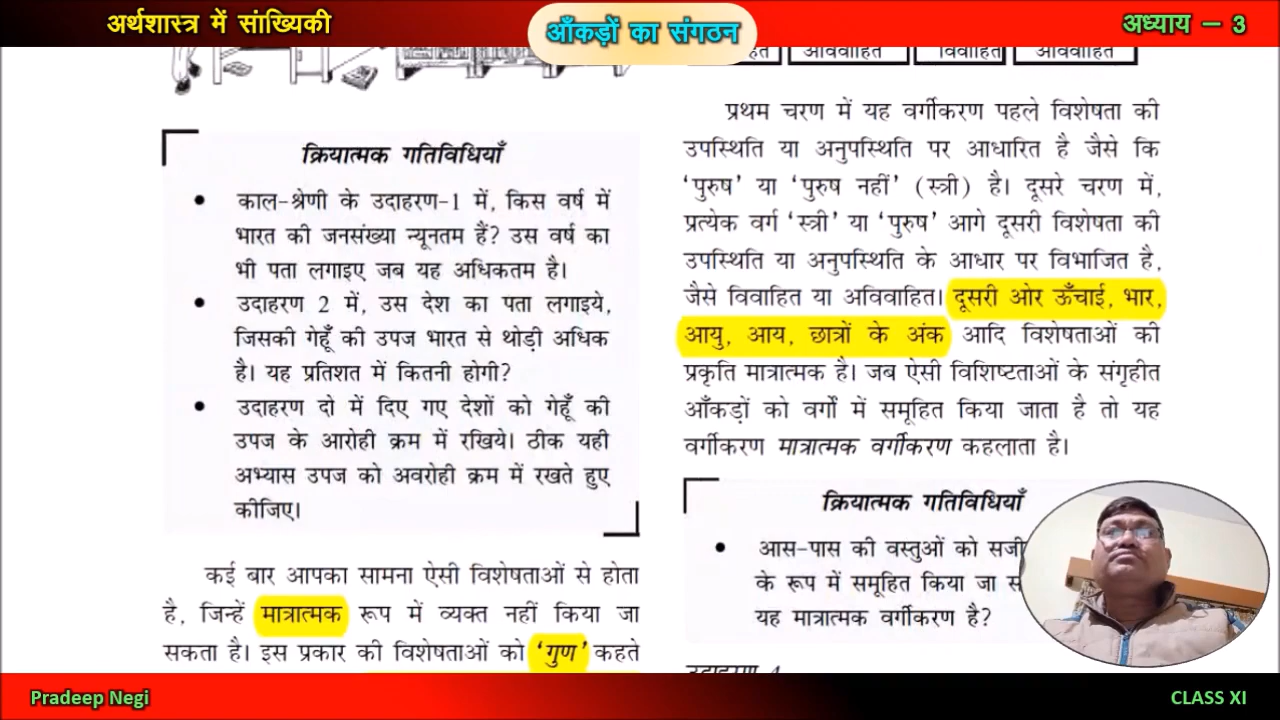 अर्थशास्त्र में सांख्यिकी
आँकड़ों का संगठन
अध्याय – 3
अविवाहित
विवाहित
अविवाहित
क्रियात्मक गतिविधियाँ
• काल-श्रेणी के उदाहरण-1 में, किस वर्ष में
भारत की जनसंख्या न्यूनतम हैं? उस वर्ष का
भी पता लगाइए जब यह अधिकतम है।
• उदाहरण 2 में, उस देश का पता लगाइये,
जिसकी गेहूँ की उपज भारत से थोड़ी अधिक
है। यह प्रतिशत में कितनी होगी?
• उदाहरण दो में दिए गए देशों को गेहूँ की
उपज के आरोही क्रम में रखिये। ठीक यही
अभ्यास उपज को अवरोही क्रम में रखते हुए
कीजिए।
कई बार आपका सामना ऐसी विशेषताओं से होता
है, जिन्हें मात्रात्मक रूप में व्यक्त नहीं किया जा
सकता है। इस प्रकार की विशेषताओं को ‘गुण’ कहते
प्रथम चरण में यह वर्गीकरण पहले विशेषता की
उपस्थिति या अनुपस्थिति पर आधारित है जैसे कि
‘पुरुष’ या ‘पुरुष नहीं’ (स्त्री) है। दूसरे चरण में,
प्रत्येक वर्ग ‘स्त्री’ या ‘पुरुष’ आगे दूसरी विशेषता की
उपस्थिति या अनुपस्थिति के आधार पर विभाजित है,
जैसे विवाहित या अविवाहित। दूसरी ओर ऊँचाई, भार,
आयु, आय, छात्रों के अंक आदि विशेषताओं की
प्रकृति मात्रात्मक है। जब ऐसी विशिष्टताओं के संगृहीत
आँकड़ों को वर्गों में समूहित किया जाता है तो यह
वर्गीकरण मात्रात्मक वर्गीकरण कहलाता है।
क्रियात्मक गतिविधियाँ
• आस-पास की वस्तुओं को
के रूप में समूहित किया जा
यह मात्रात्मक वर्गीकरण है?
Pradeep Negi
CLASS XI